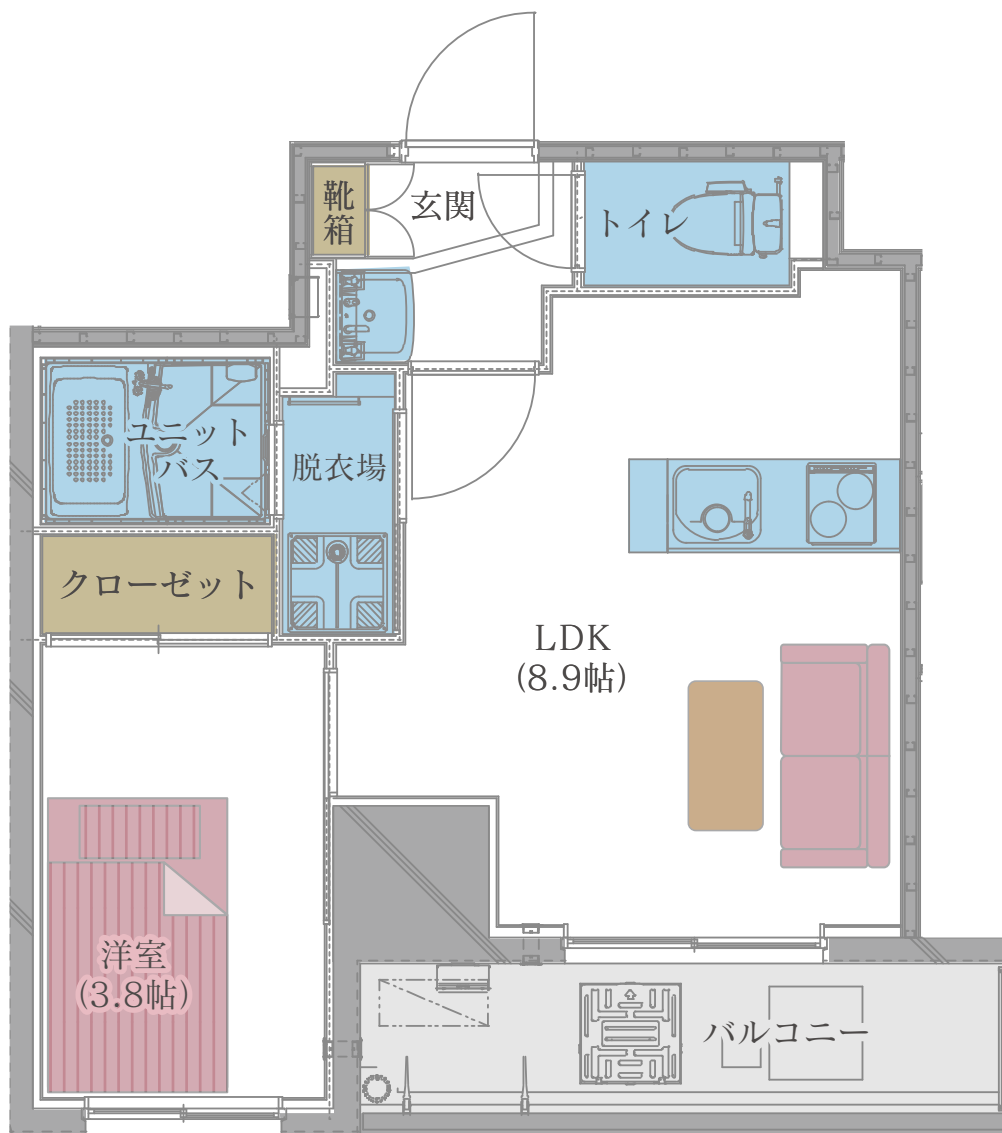 靴
箱
玄関
トイレ
ユニット
バス
脱衣場
クローゼット
LDK
(8.9帖)
洋室
(3.8帖)
バルコニー